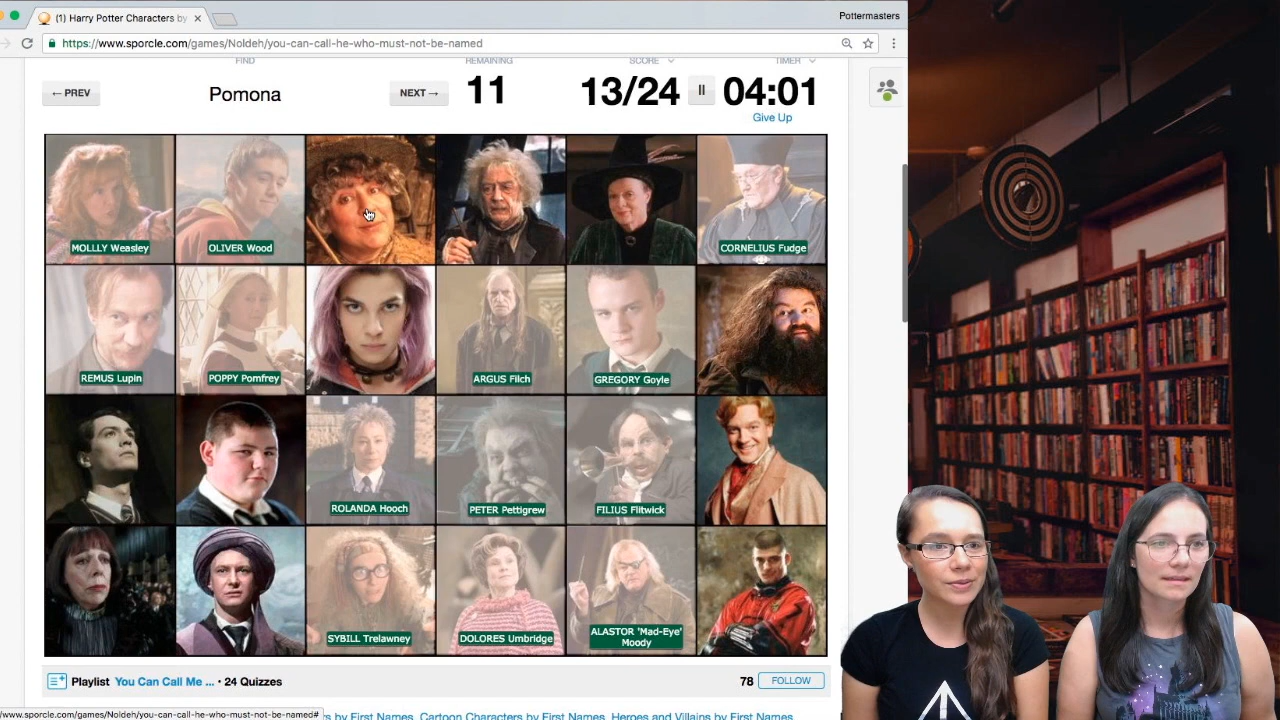 (1) Harry Potter Characters by
Pottermasters
https://www.sporcle.com/games/Noldeh/you-can-call-he-who-must-not-be-named
FIND
REMAINING
SCORE
TIMER
← PREV
Pomona
NEXT →
11
13/24
04:01
Give Up
MOLLLY Weasley
OLIVER Wood
CORNELIUS Fudge
REMUS Lupin
POPPY Pomfrey
ARGUS Filch
GREGORY Goyle
ROLANDA Hooch
PETER Pettigrew
FILIUS Flitwick
SYBILL Trelawney
DOLORES Umbridge
ALASTOR 'Mad-Eye'
Moody
Playlist You Can Call Me ... • 24 Quizzes
78
FOLLOW
www.sporcle.com/games/Noldeh/you-can-call-he-who-must-not-be-named#
s by First Names, Cartoon Characters by First Names, Heroes and Villains by First Names